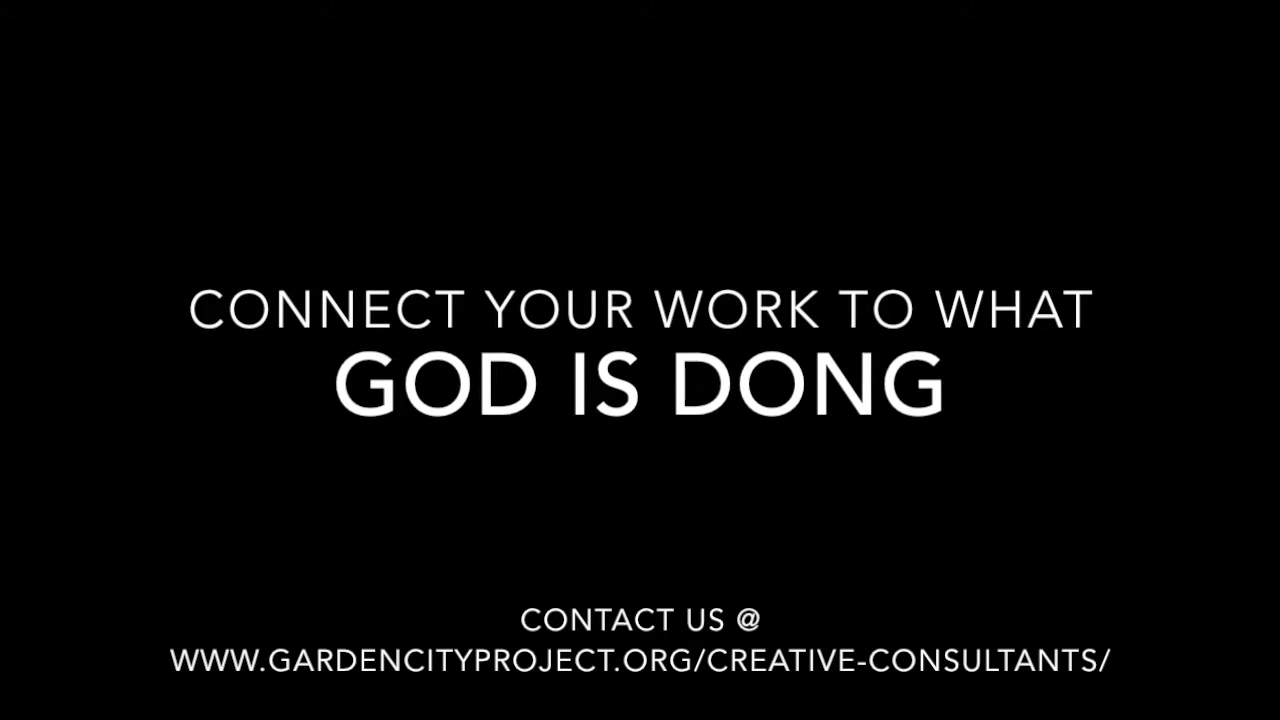 CONNECT YOUR WORK TO WHAT
GOD IS DONG
CONTACT US @
WWW.GARDENCITYPROJECT.ORG/CREATIVE-CONSULTANTS/